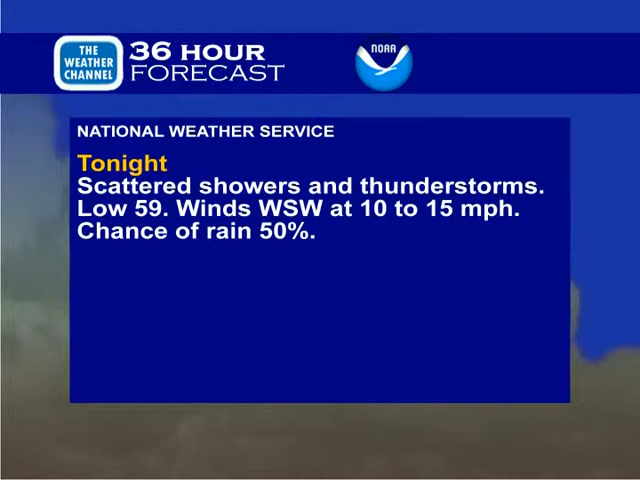 THE
WEATHER
CHANNEL
36 HOUR
FORECAST
NOAA
NATIONAL WEATHER SERVICE
Tonight
Scattered showers and thunderstorms.
Low 59. Winds WSW at 10 to 15 mph.
Chance of rain 50%.